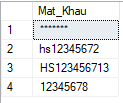 Mat_Khau
1 *******
2 hs12345672
3 HS123456713
4 12345678